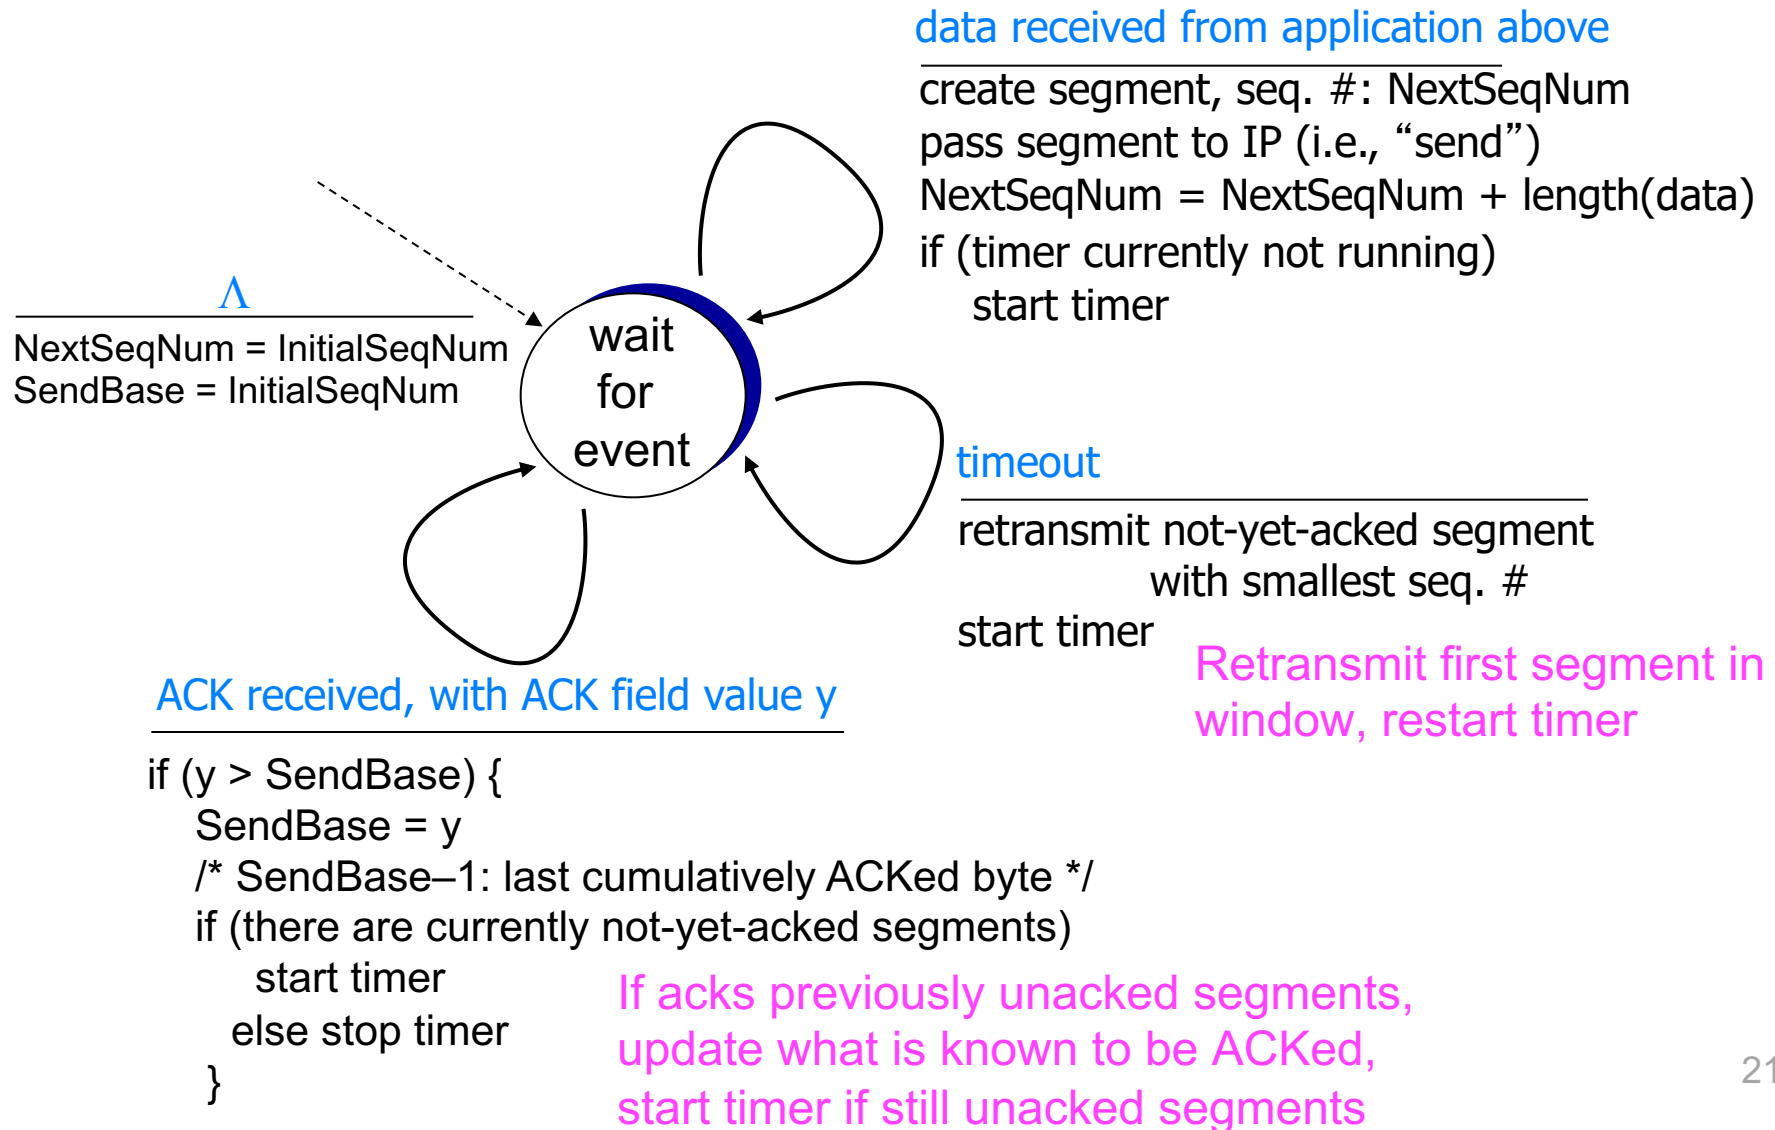 data received from application above
create segment, seq. #: NextSeqNum
pass segment to IP (i.e., “send”)
NextSeqNum = NextSeqNum + length(data)
if (timer currently not running)
start timer
Λ
NextSeqNum = InitialSeqNum
SendBase = InitialSeqNum
wait
for
event
timeout
retransmit not-yet-acked segment
with smallest seq. #
start timer
Retransmit first segment in
window, restart timer
ACK received, with ACK field value y
if (y > SendBase) {
SendBase = y
/* SendBase–1: last cumulatively ACKed byte */
if (there are currently not-yet-acked segments)
start timer
else stop timer
}
If acks previously unacked segments,
update what is known to be ACKed,
start timer if still unacked segments
21